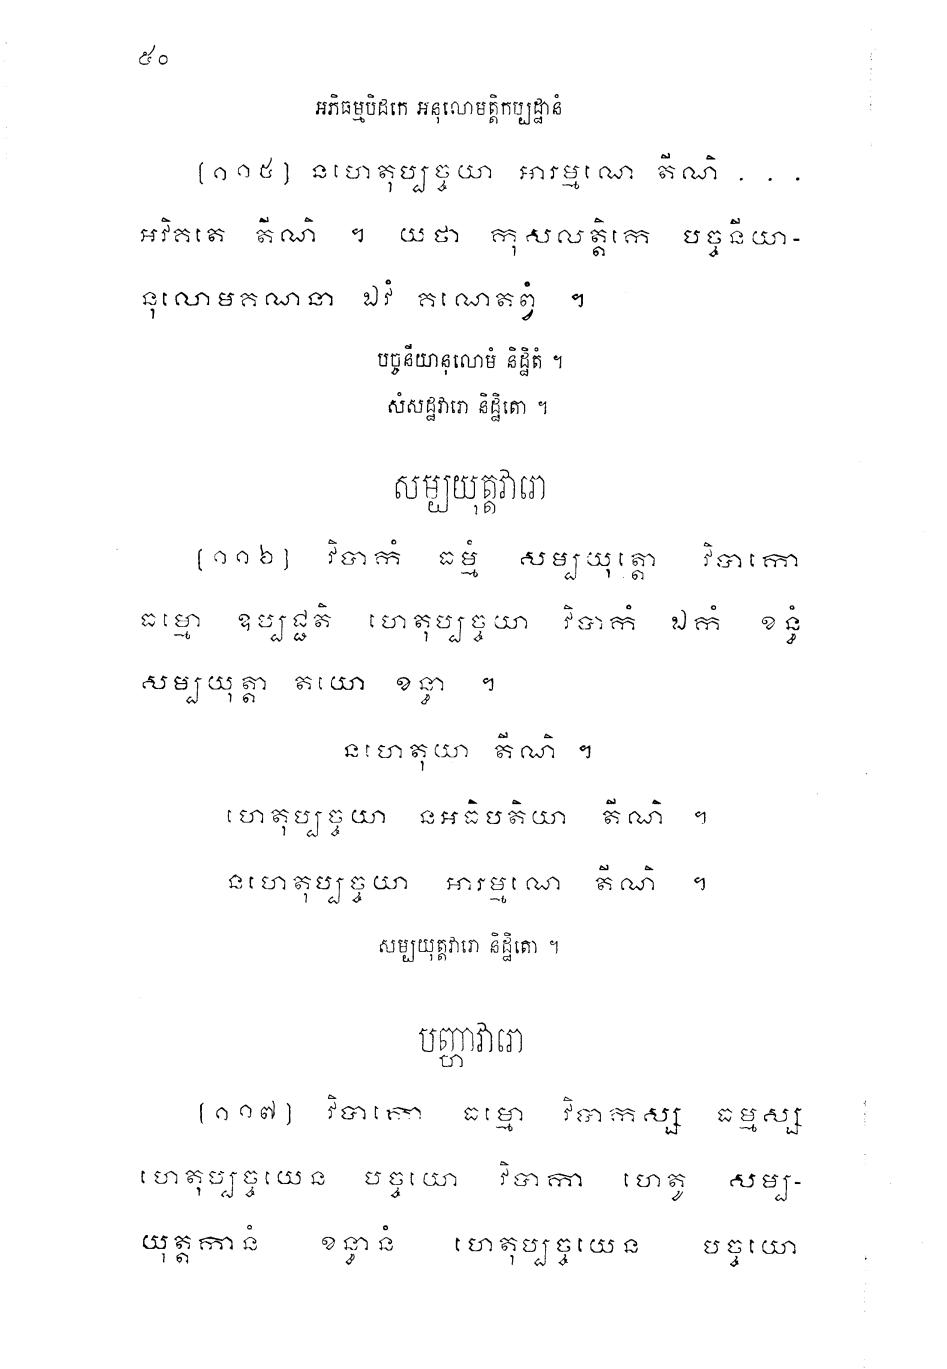 ៥០
អភិធម្មបិដកេ អនុលោមត្តិកប្បដ្ឋានំ
(១១៥) នហេតុប្បច្ចយា អារម្មណេ តីណិ . . .
អវិគតេ តីណិ ។ យថា កុសលត្តិកេ បច្ចនីយា-
នុលោមគណនា ឯវំ គណេតព្វំ ។
បច្ចនីយានុលោមំ និដ្ឋិតំ ។
សំសដ្ឋវារោ និដ្ឋិតោ ។
សម្បយុត្តវារោ
(១១៦) វិបាកំ ធម្មំ សម្បយុត្តោ វិបាកោ
ធម្មោ ឧប្បជ្ជតិ ហេតុប្បច្ចយា វិបាកំ ឯកំ ខន្ធំ
សម្បយុត្តា តយោ ខន្ធា ។
នហេតុយា តីណិ ។
ហេតុប្បច្ចយា នអធិបតិយា តីណិ ។
នហេតុប្បច្ចយា អារម្មណេ តីណិ ។
សម្បយុត្តវារោ និដ្ឋិតោ ។
បញ្ហាវារោ
(១១៧) វិបាកោ ធម្មោ វិបាកស្ស ធម្មស្ស
ហេតុប្បច្ចយេន បច្ចយោ វិបាកា ហេតូ សម្ប-
យុត្តកានំ ខន្ធានំ ហេតុប្បច្ចយេន បច្ចយោ